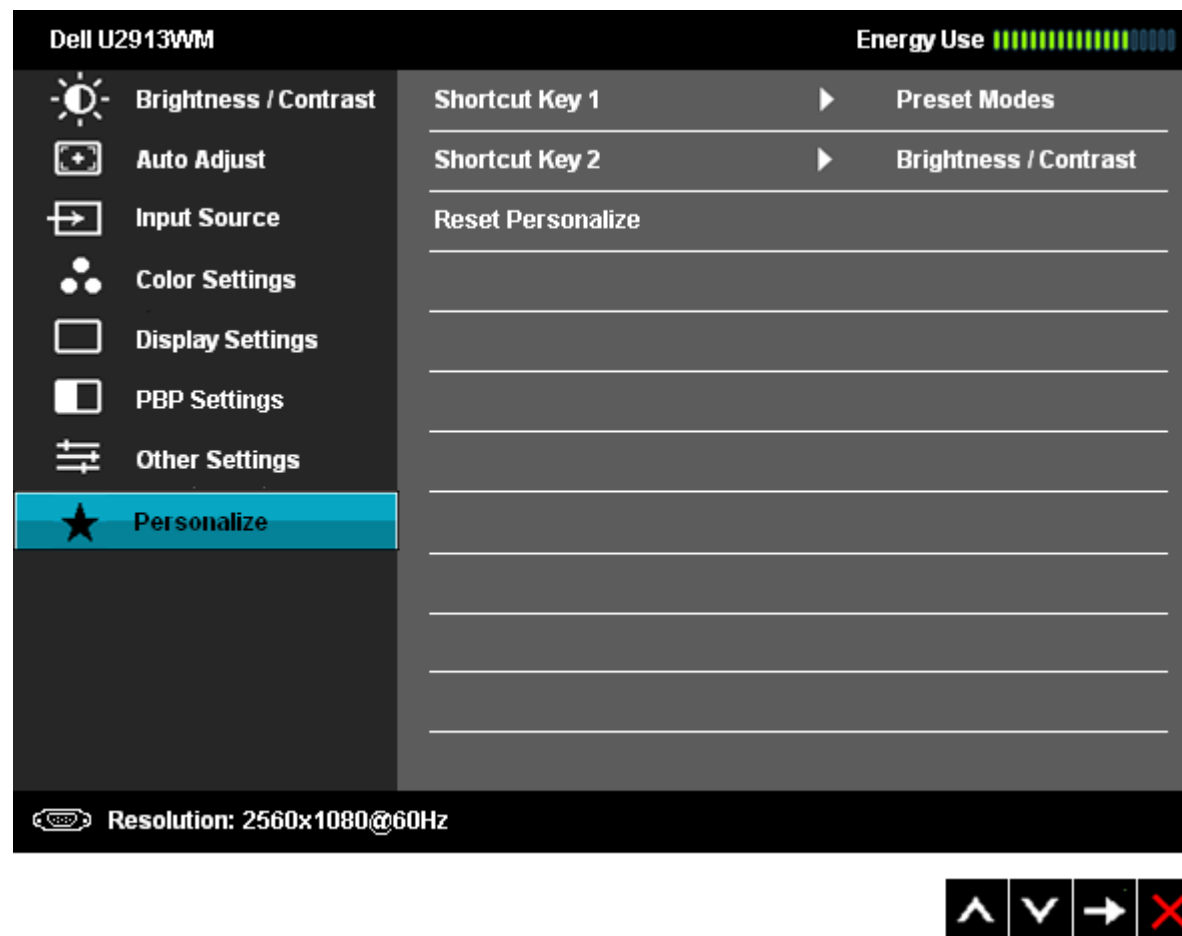 Dell U2913WM
Energy Use
Brightness / Contrast
Auto Adjust
Input Source
Color Settings
Display Settings
PBP Settings
Other Settings
Personalize
Shortcut Key 1 Preset Modes
Shortcut Key 2 Brightness / Contrast
Reset Personalize
Resolution: 2560x1080@60Hz